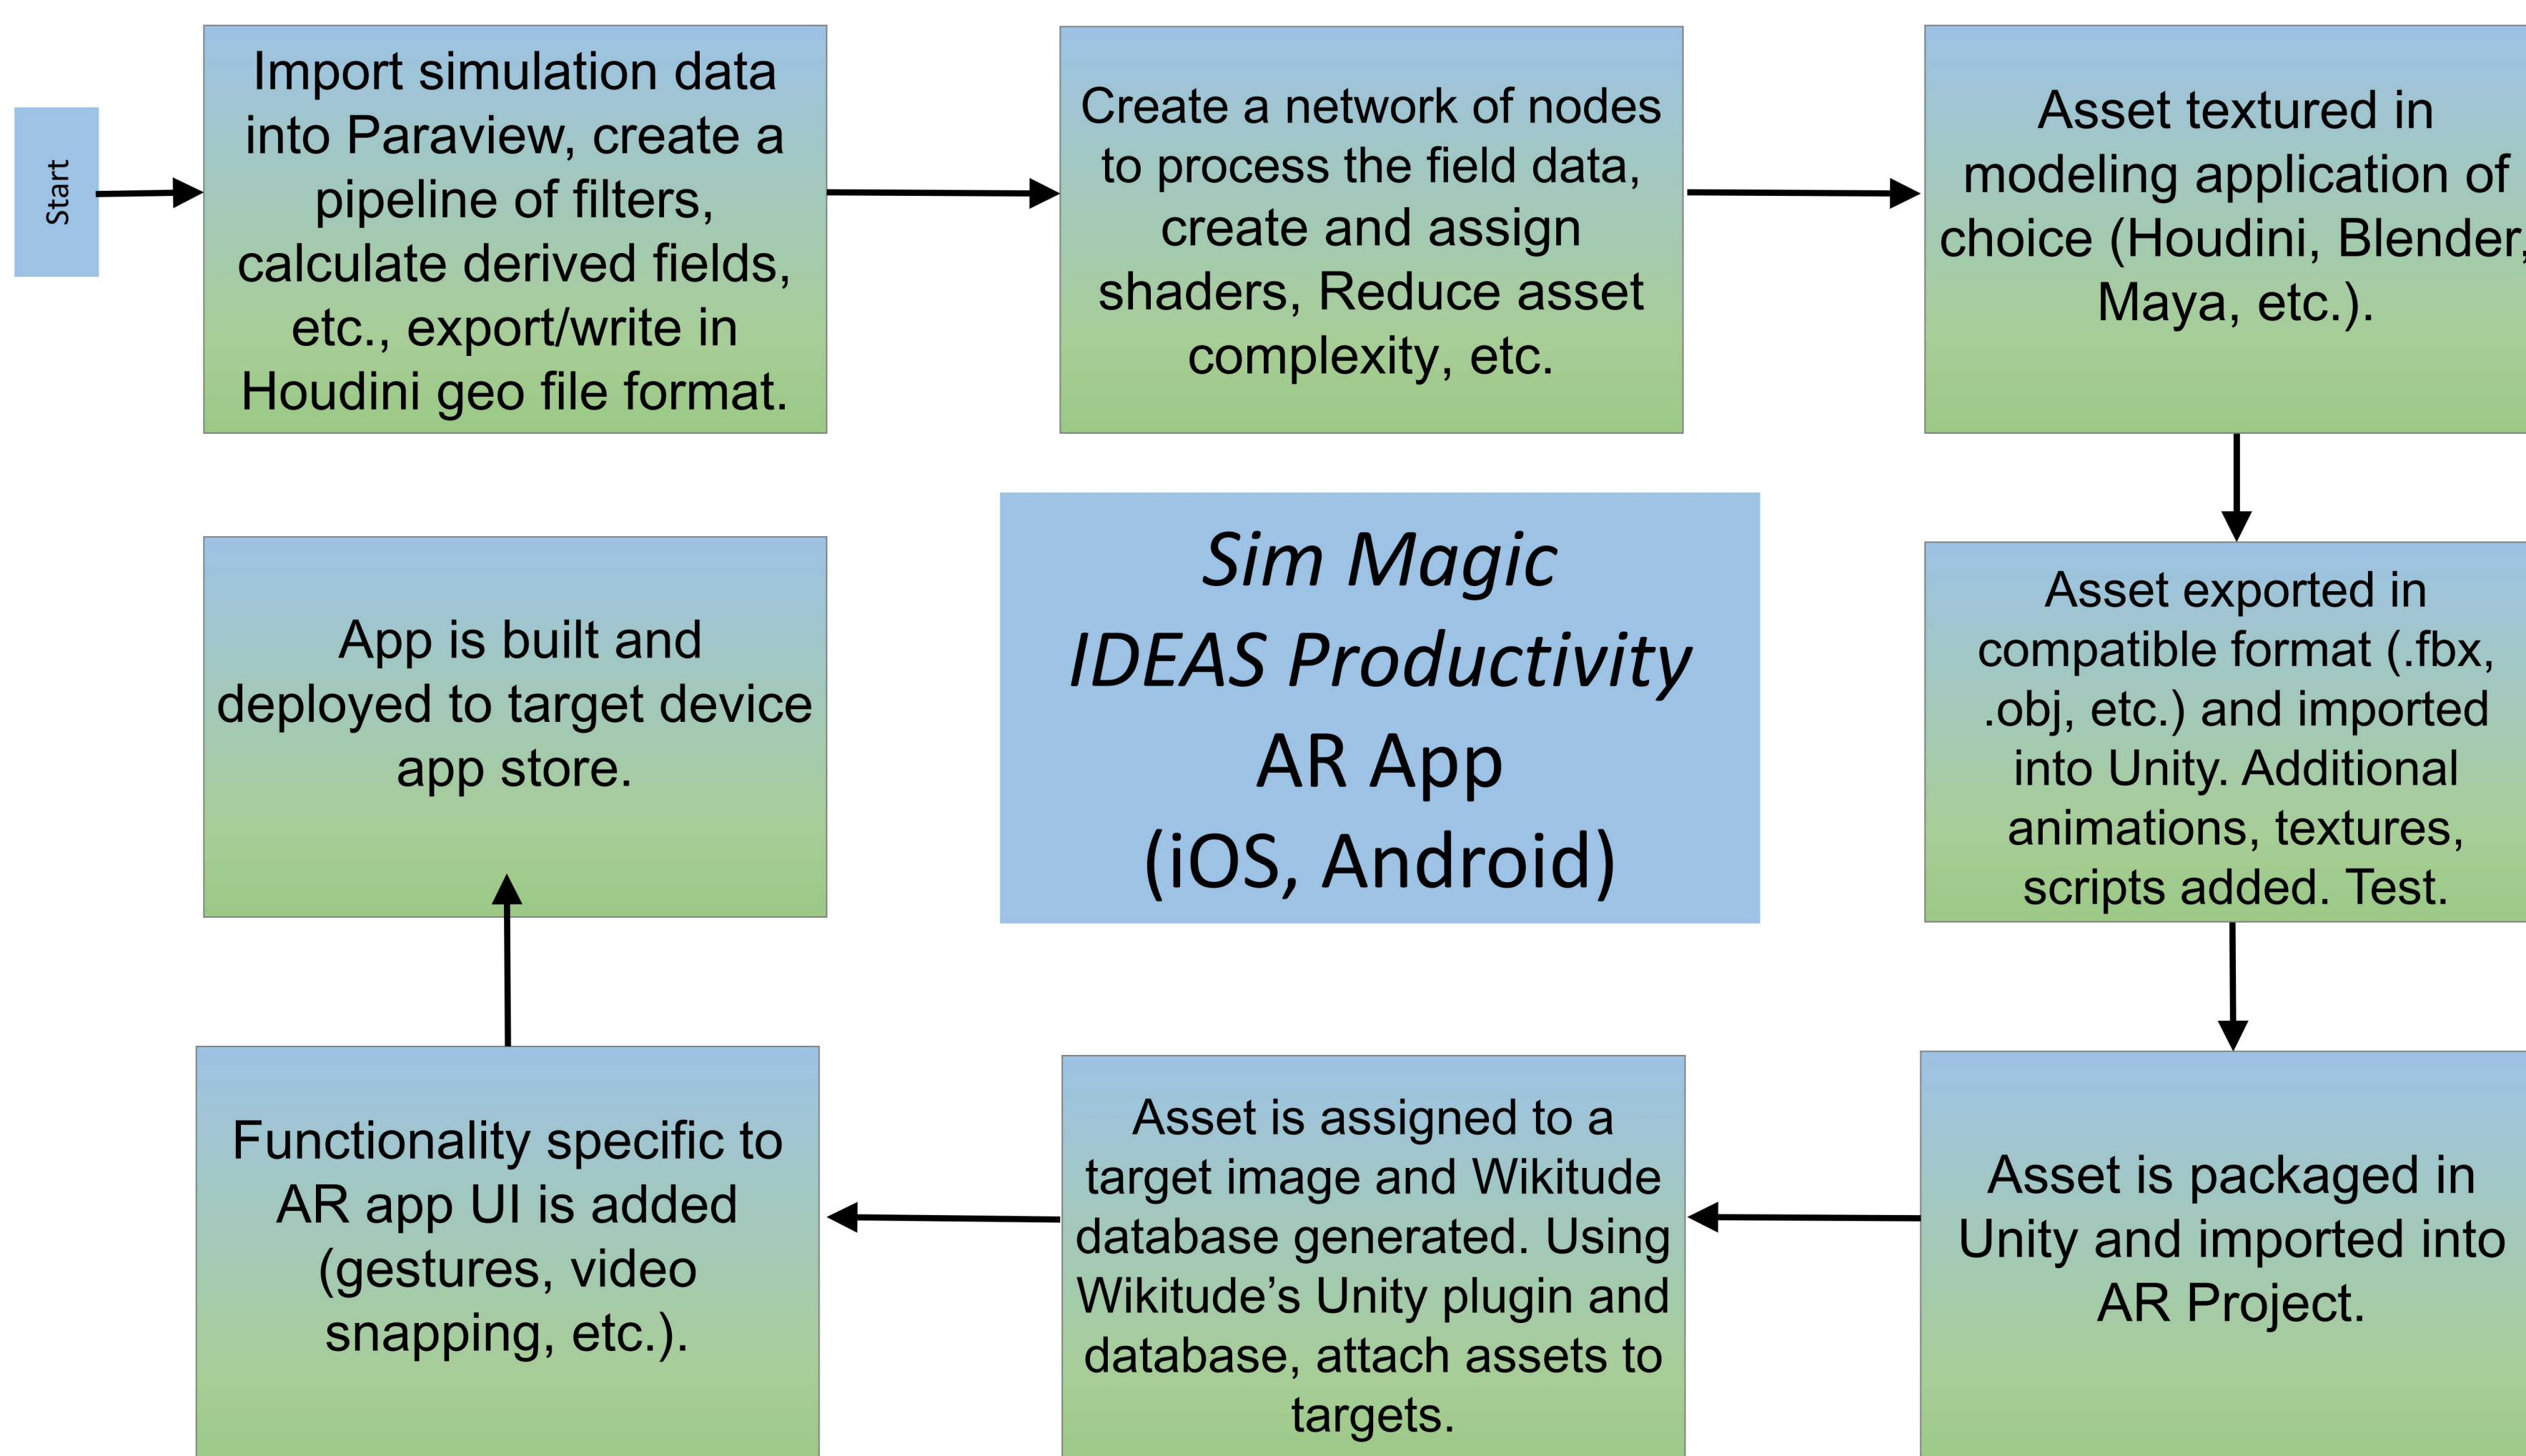 Start
Import simulation data
into Paraview, create a
pipeline of filters,
calculate derived fields,
etc., export/write in
Houdini geo file format.
Create a network of nodes
to process the field data,
create and assign
shaders, Reduce asset
complexity, etc.
Asset textured in
modeling application of
choice (Houdini, Blender,
Maya, etc.).
Asset exported in
compatible format (.fbx,
.obj, etc.) and imported
into Unity. Additional
animations, textures,
scripts added. Test.
Asset is packaged in
Unity and imported into
AR Project.
Asset is assigned to a
target image and Wikitude
database generated. Using
Wikitude’s Unity plugin and
database, attach assets to
targets.
Functionality specific to
AR app UI is added
(gestures, video
snapping, etc.).
App is built and
deployed to target device
app store.
Sim Magic
IDEAS Productivity
AR App
(iOS, Android)